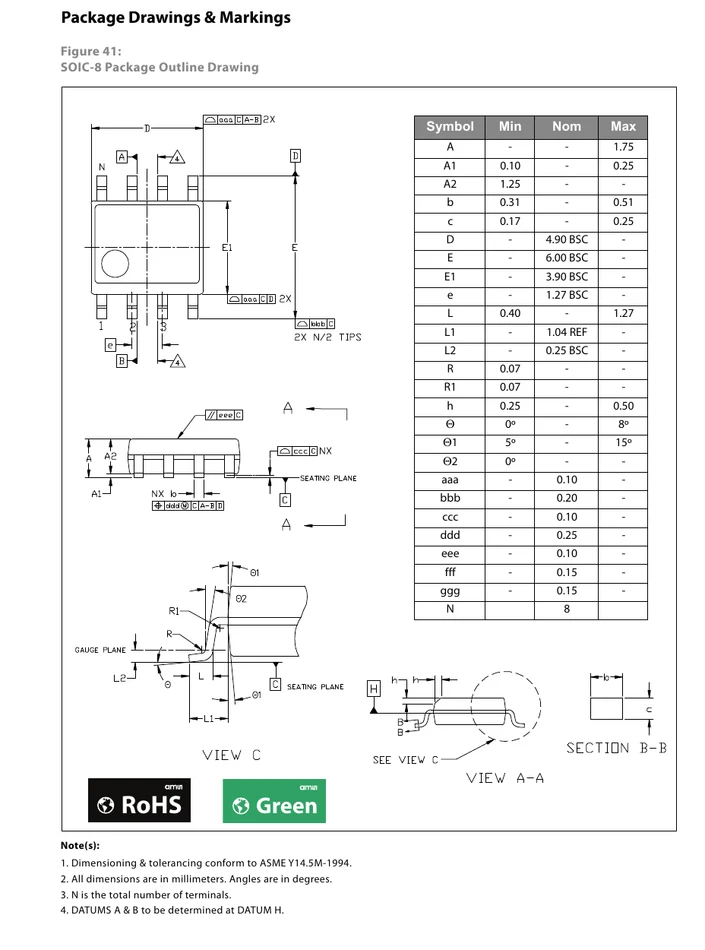 Package Drawings & Markings
Figure 41:
SOIC-8 Package Outline Drawing
D
aaa C A-B 2X
A
4
N
D
E1
E
aaa C D 2X
1 2 3
bbb C
2X N/2 TIPS
e
B
4
// eee C
A
A A2
ccc C NX
SEATING PLANE
A1
NX b
C
ddd M C A-B D
A
Θ1
Θ2
R1
R
GAUGE PLANE
L2
Θ
L
C SEATING PLANE
Θ1
L1
VIEW C
h h
H
B
B
SEE VIEW C
VIEW A-A
b
c
SECTION B-B
Symbol Min Nom Max
A - - 1.75
A1 0.10 - 0.25
A2 1.25 - -
b 0.31 - 0.51
c 0.17 - 0.25
D - 4.90 BSC -
E - 6.00 BSC -
E1 - 3.90 BSC -
e - 1.27 BSC -
L 0.40 - 1.27
L1 - 1.04 REF -
L2 - 0.25 BSC -
R 0.07 - -
R1 0.07 - -
h 0.25 - 0.50
Θ 0º - 8º
Θ1 5º - 15º
Θ2 0º - -
aaa - 0.10 -
bbb - 0.20 -
ccc - 0.10 -
ddd - 0.25 -
eee - 0.10 -
fff - 0.15 -
ggg - 0.15 -
N 8
amu
RoHS
amu
Green
Note(s):
1. Dimensioning & tolerancing conform to ASME Y14.5M-1994.
2. All dimensions are in millimeters. Angles are in degrees.
3. N is the total number of terminals.
4. DATUMS A & B to be determined at DATUM H.